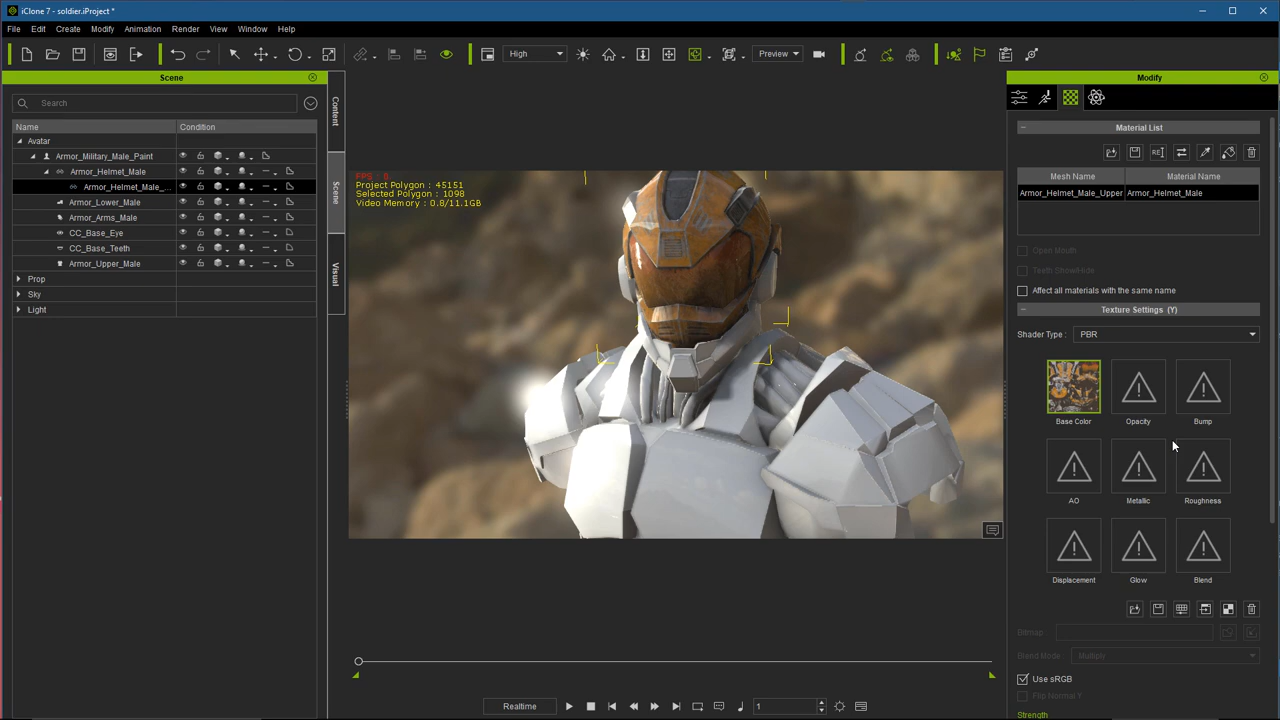 iClone 7 - soldier.iProject *
File Edit Create Modify Animation Render View Window Help
High
Preview
Scene
Search
Name Condition
Avatar
Armor_Military_Male_Paint
Armor_Helmet_Male
Armor_Helmet_Male_...
Armor_Lower_Male
Armor_Arms_Male
CC_Base_Eye
CC_Base_Teeth
Armor_Upper_Male
Prop
Sky
Light
Content
Scene
Visual
FPS : 8
Project Polygon : 45151
Selected Polygon : 1098
Video Memory : 0.8/11.1GB
Realtime
1
Modify
Material List
Mesh Name Material Name
Armor_Helmet_Male_Upper Armor_Helmet_Male
Open Mouth
Teeth Show/Hide
Affect all materials with the same name
Texture Settings (Y)
Shader Type : PBR
Base Color Opacity Bump
AO Metallic Roughness
Displacement Glow Blend
Bitmap:
Blend Mode: Multiply
Use sRGB
Flip Normal Y
Strength